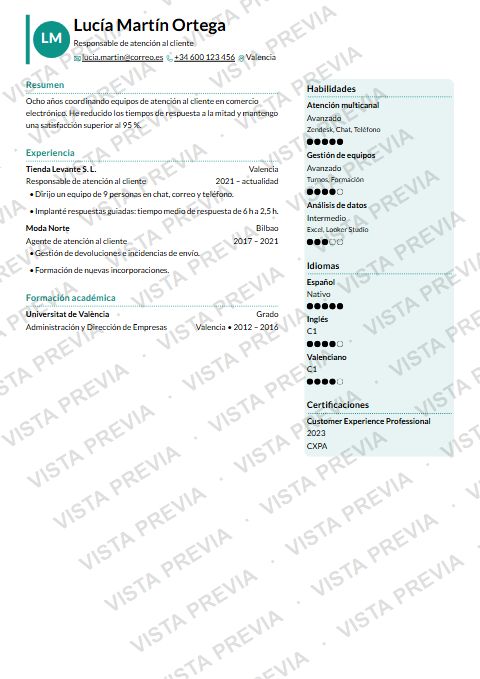 LM
Lucía Martín Ortega
Responsable de atención al cliente
lucia.martin@correo.es +34 600 123 456 Valencia
Resumen
Ocho años coordinando equipos de atención al cliente en comercio
electrónico. He reducido los tiempos de respuesta a la mitad y mantengo
una satisfacción superior al 95 %.
Experiencia
Tienda Levante S. L. Valencia
Responsable de atención al cliente 2021 – actualidad
• Dirijo un equipo de 9 personas en chat, correo y teléfono.
• Implanté respuestas guiadas: tiempo medio de respuesta de 6 h a 2,5 h.
Moda Norte Bilbao
Agente de atención al cliente 2017 – 2021
• Gestión de devoluciones e incidencias de envío.
• Formación de nuevas incorporaciones.
Formación académica
Universitat de València Grado
Administración y Dirección de Empresas Valencia • 2012 – 2016
Habilidades
Atención multicanal
Avanzado
Zendesk, Chat, Teléfono
Gestión de equipos
Avanzado
Turnos, Formación
Análisis de datos
Intermedio
Excel, Looker Studio
Idiomas
Español
Nativo
Inglés
C1
Valenciano
C1
Certificaciones
Customer Experience Professional
2023
CXPA
VISTA PREVIA